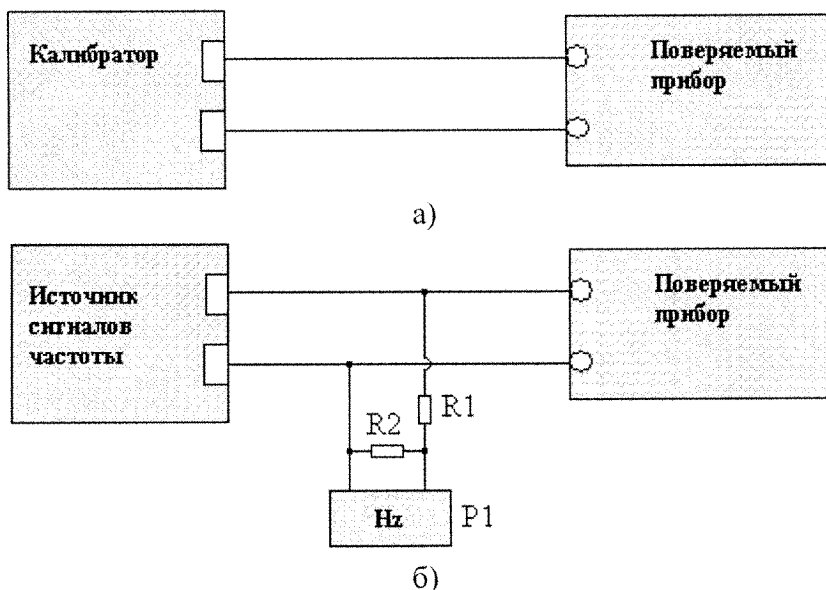 Калибратор
Поверяемый
прибор
а)
Источник
сигналов
частоты
Поверяемый
прибор
R1
R2
Hz
P1
б)